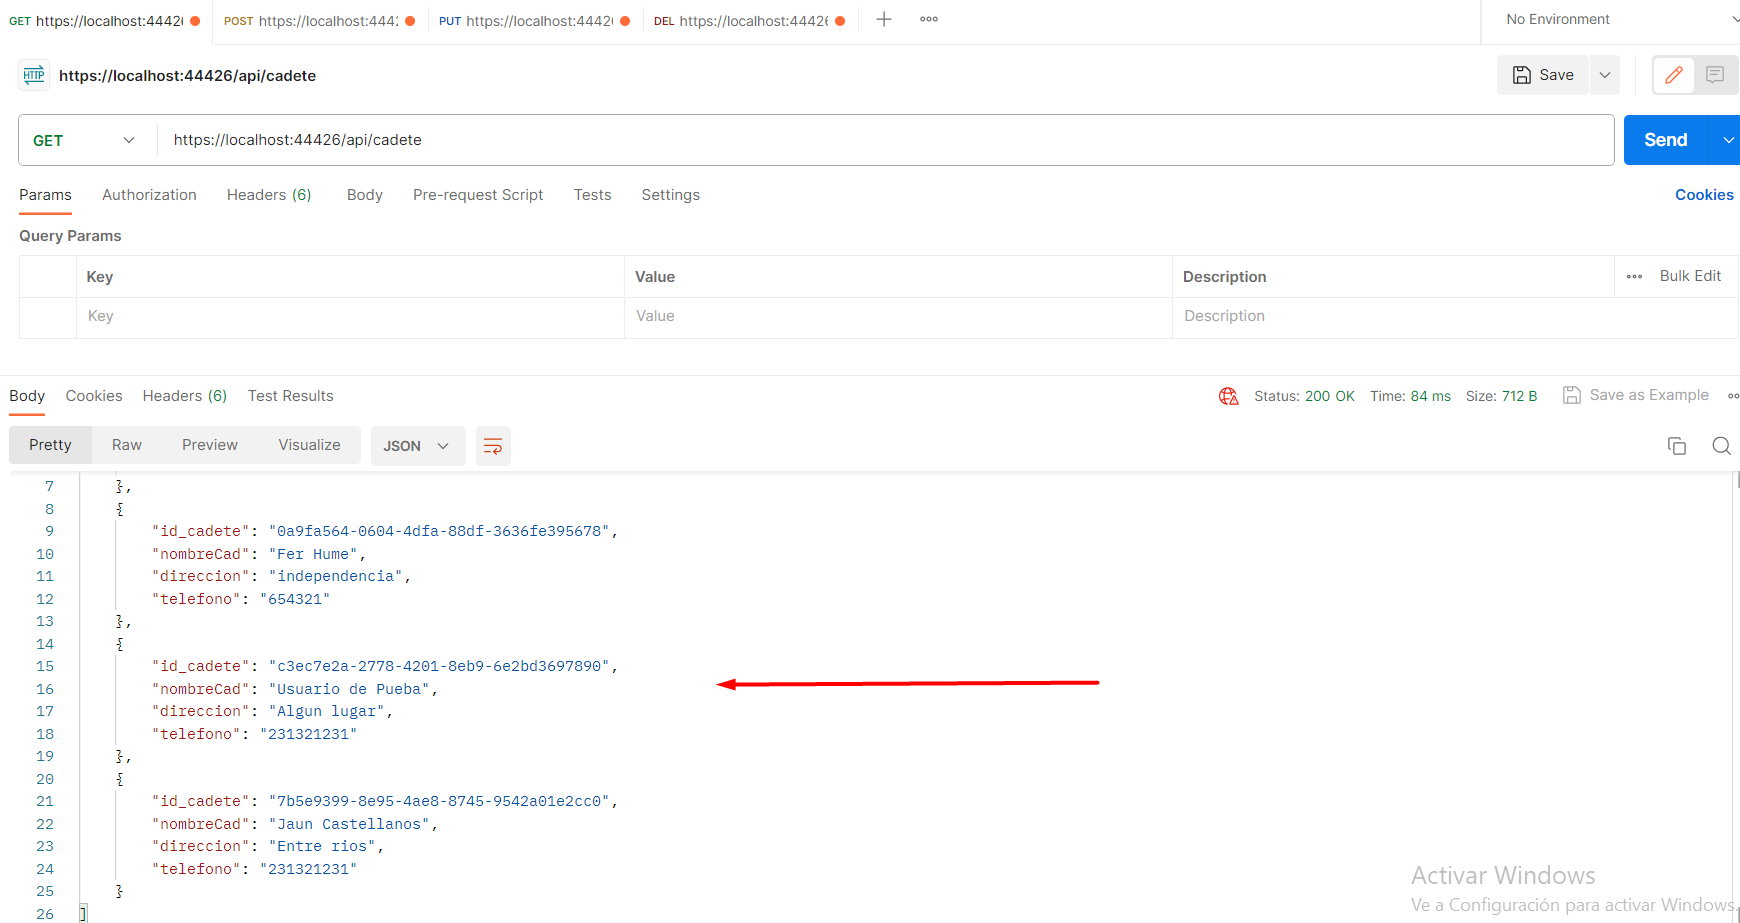 GET https://localhost:4442 POST https://localhost:444 PUT https://localhost:4442 DEL https://localhost:4442 No Environment
HTTP https://localhost:44426/api/cadete Save
GET https://localhost:44426/api/cadete Send
Params Authorization Headers (6) Body Pre-request Script Tests Settings Cookies
Query Params
Key Value Description Bulk Edit
Key Value Description
Body Cookies Headers (6) Test Results Status: 200 OK Time: 84 ms Size: 712 B Save as Example
Pretty Raw Preview Visualize JSON
7 },
8 {
9 "id_cadete": "0a9fa564-0604-4dfa-88df-3636fe395678",
10 "nombreCad": "Fer Hume",
11 "direccion": "independencia",
12 "telefono": "654321"
13 },
14 {
15 "id_cadete": "c3ec7e2a-2778-4201-8eb9-6e2bd3697890",
16 "nombreCad": "Usuario de Pueba",
17 "direccion": "Algun lugar",
18 "telefono": "231321231"
19 },
20 {
21 "id_cadete": "7b5e9399-8e95-4ae8-8745-9542a01e2cc0",
22 "nombreCad": "Jaun Castellanos",
23 "direccion": "Entre rios",
24 "telefono": "231321231"
25 }
26 ]
Activar Windows
Ve a Configuración para activar Windows.